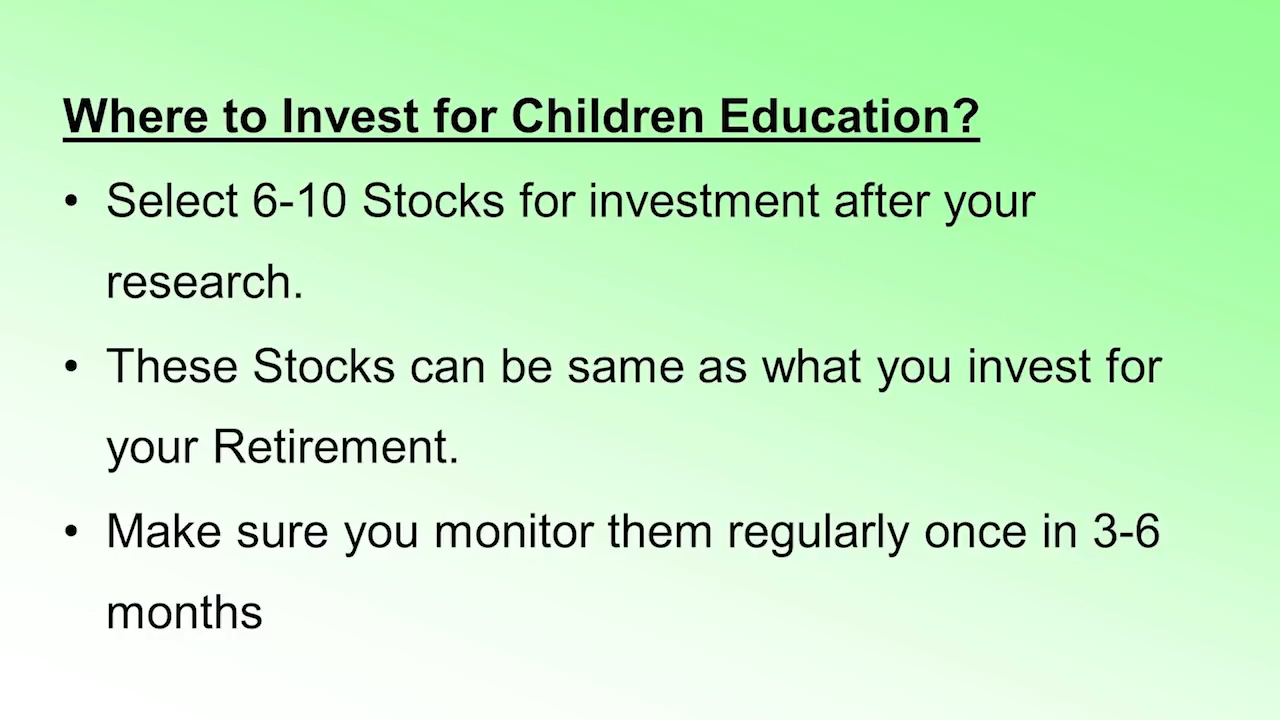 Where to Invest for Children Education?
• Select 6-10 Stocks for investment after your
research.
• These Stocks can be same as what you invest for
your Retirement.
• Make sure you monitor them regularly once in 3-6
months